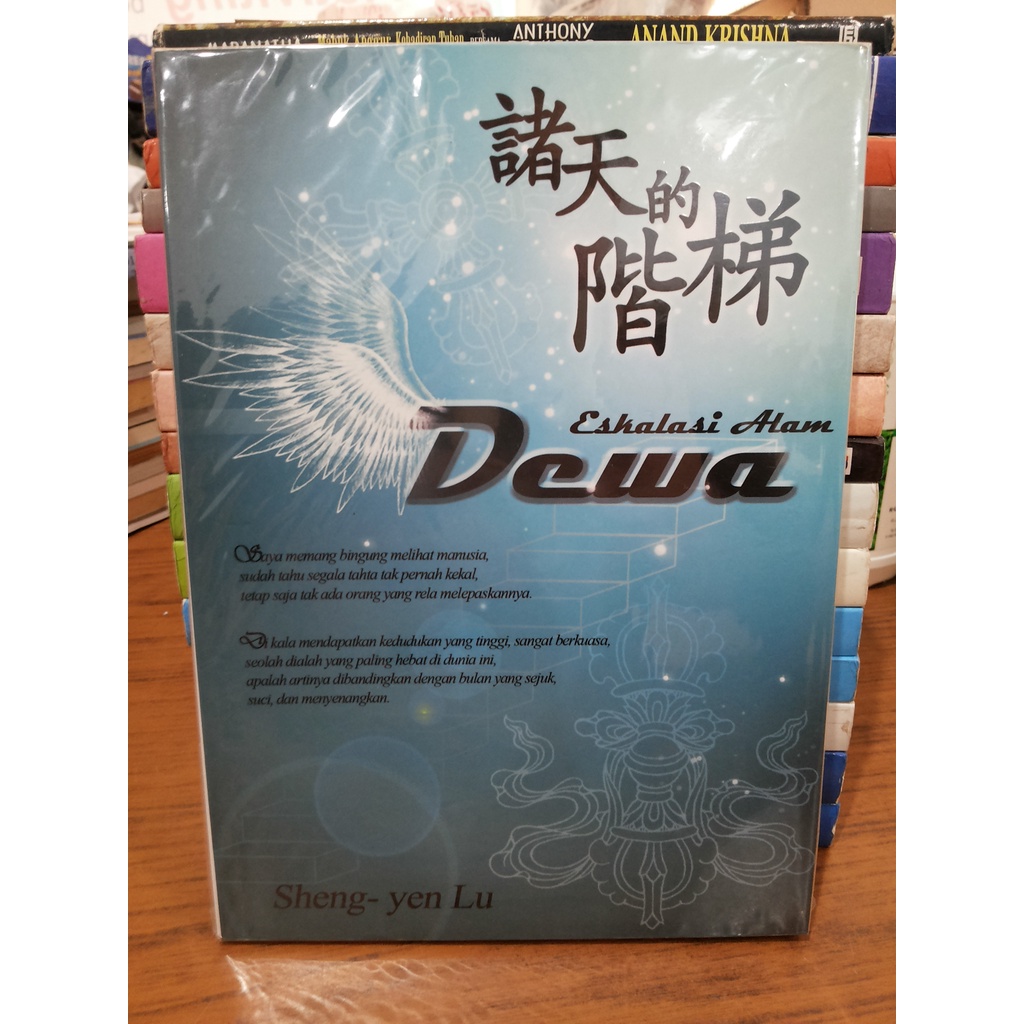 ANTHONY
ANAND KRISHNA
諸天的
階梯
Eskalasi Alam
Dewa
Saya memang bingung melihat manusia,
sudah tahu segala tahta tak pernah kekal,
tetap saja tak ada orang yang rela melepaskannya.
Di kala mendapatkan kedudukan yang tinggi, sangat berkuasa,
seolah dialah yang paling hebat di dunia ini,
apalah artinya dibandingkan dengan bulan yang sejuk,
suci, dan menyenangkan.
Sheng- yen Lu